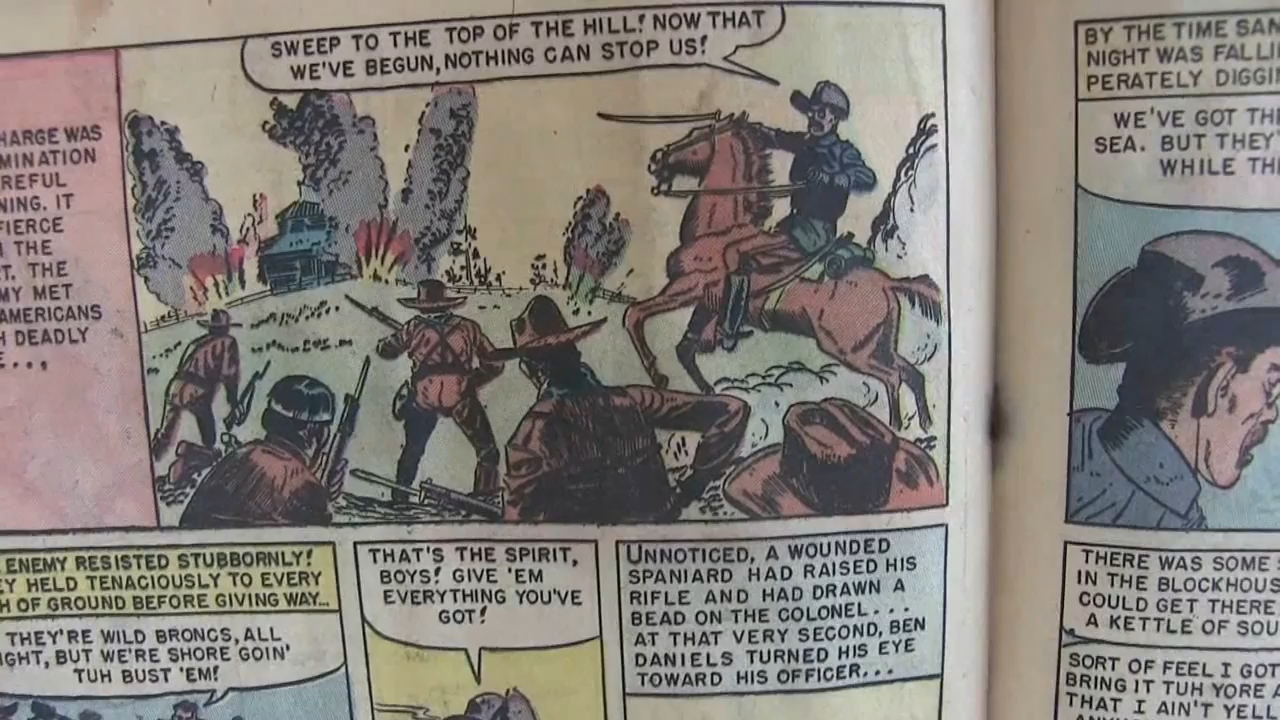 SWEEP TO THE TOP OF THE HILL! NOW THAT
WE'VE BEGUN, NOTHING CAN STOP US!
HARGE WAS
MINATION
REFUL
NING. IT
FIERCE
THE
T. THE
MY MET
AMERICANS
H DEADLY
E...
ENEMY RESISTED STUBBORNLY!
EY HELD TENACIOUSLY TO EVERY
H OF GROUND BEFORE GIVING WAY...
THEY'RE WILD BRONCS, ALL
IGHT, BUT WE'RE SHORE GOIN'
TUH BUST 'EM!
THAT'S THE SPIRIT,
BOYS! GIVE 'EM
EVERYTHING YOU'VE
GOT!
UNNOTICED, A WOUNDED
SPANIARD HAD RAISED HIS
RIFLE AND HAD DRAWN A
BEAD ON THE COLONEL...
AT THAT VERY SECOND, BEN
DANIELS TURNED HIS EYE
TOWARD HIS OFFICER...
BY THE TIME SAN
NIGHT WAS FALLI
PERATELY DIGGI
WE'VE GOT TH
SEA. BUT THEY
WHILE TH
THERE WAS SOME S
IN THE BLOCKHOUS
COULD GET THERE
A KETTLE OF SOU
SORT OF FEEL I GOT
BRING IT TUH YORE A
THAT I AIN'T YELL